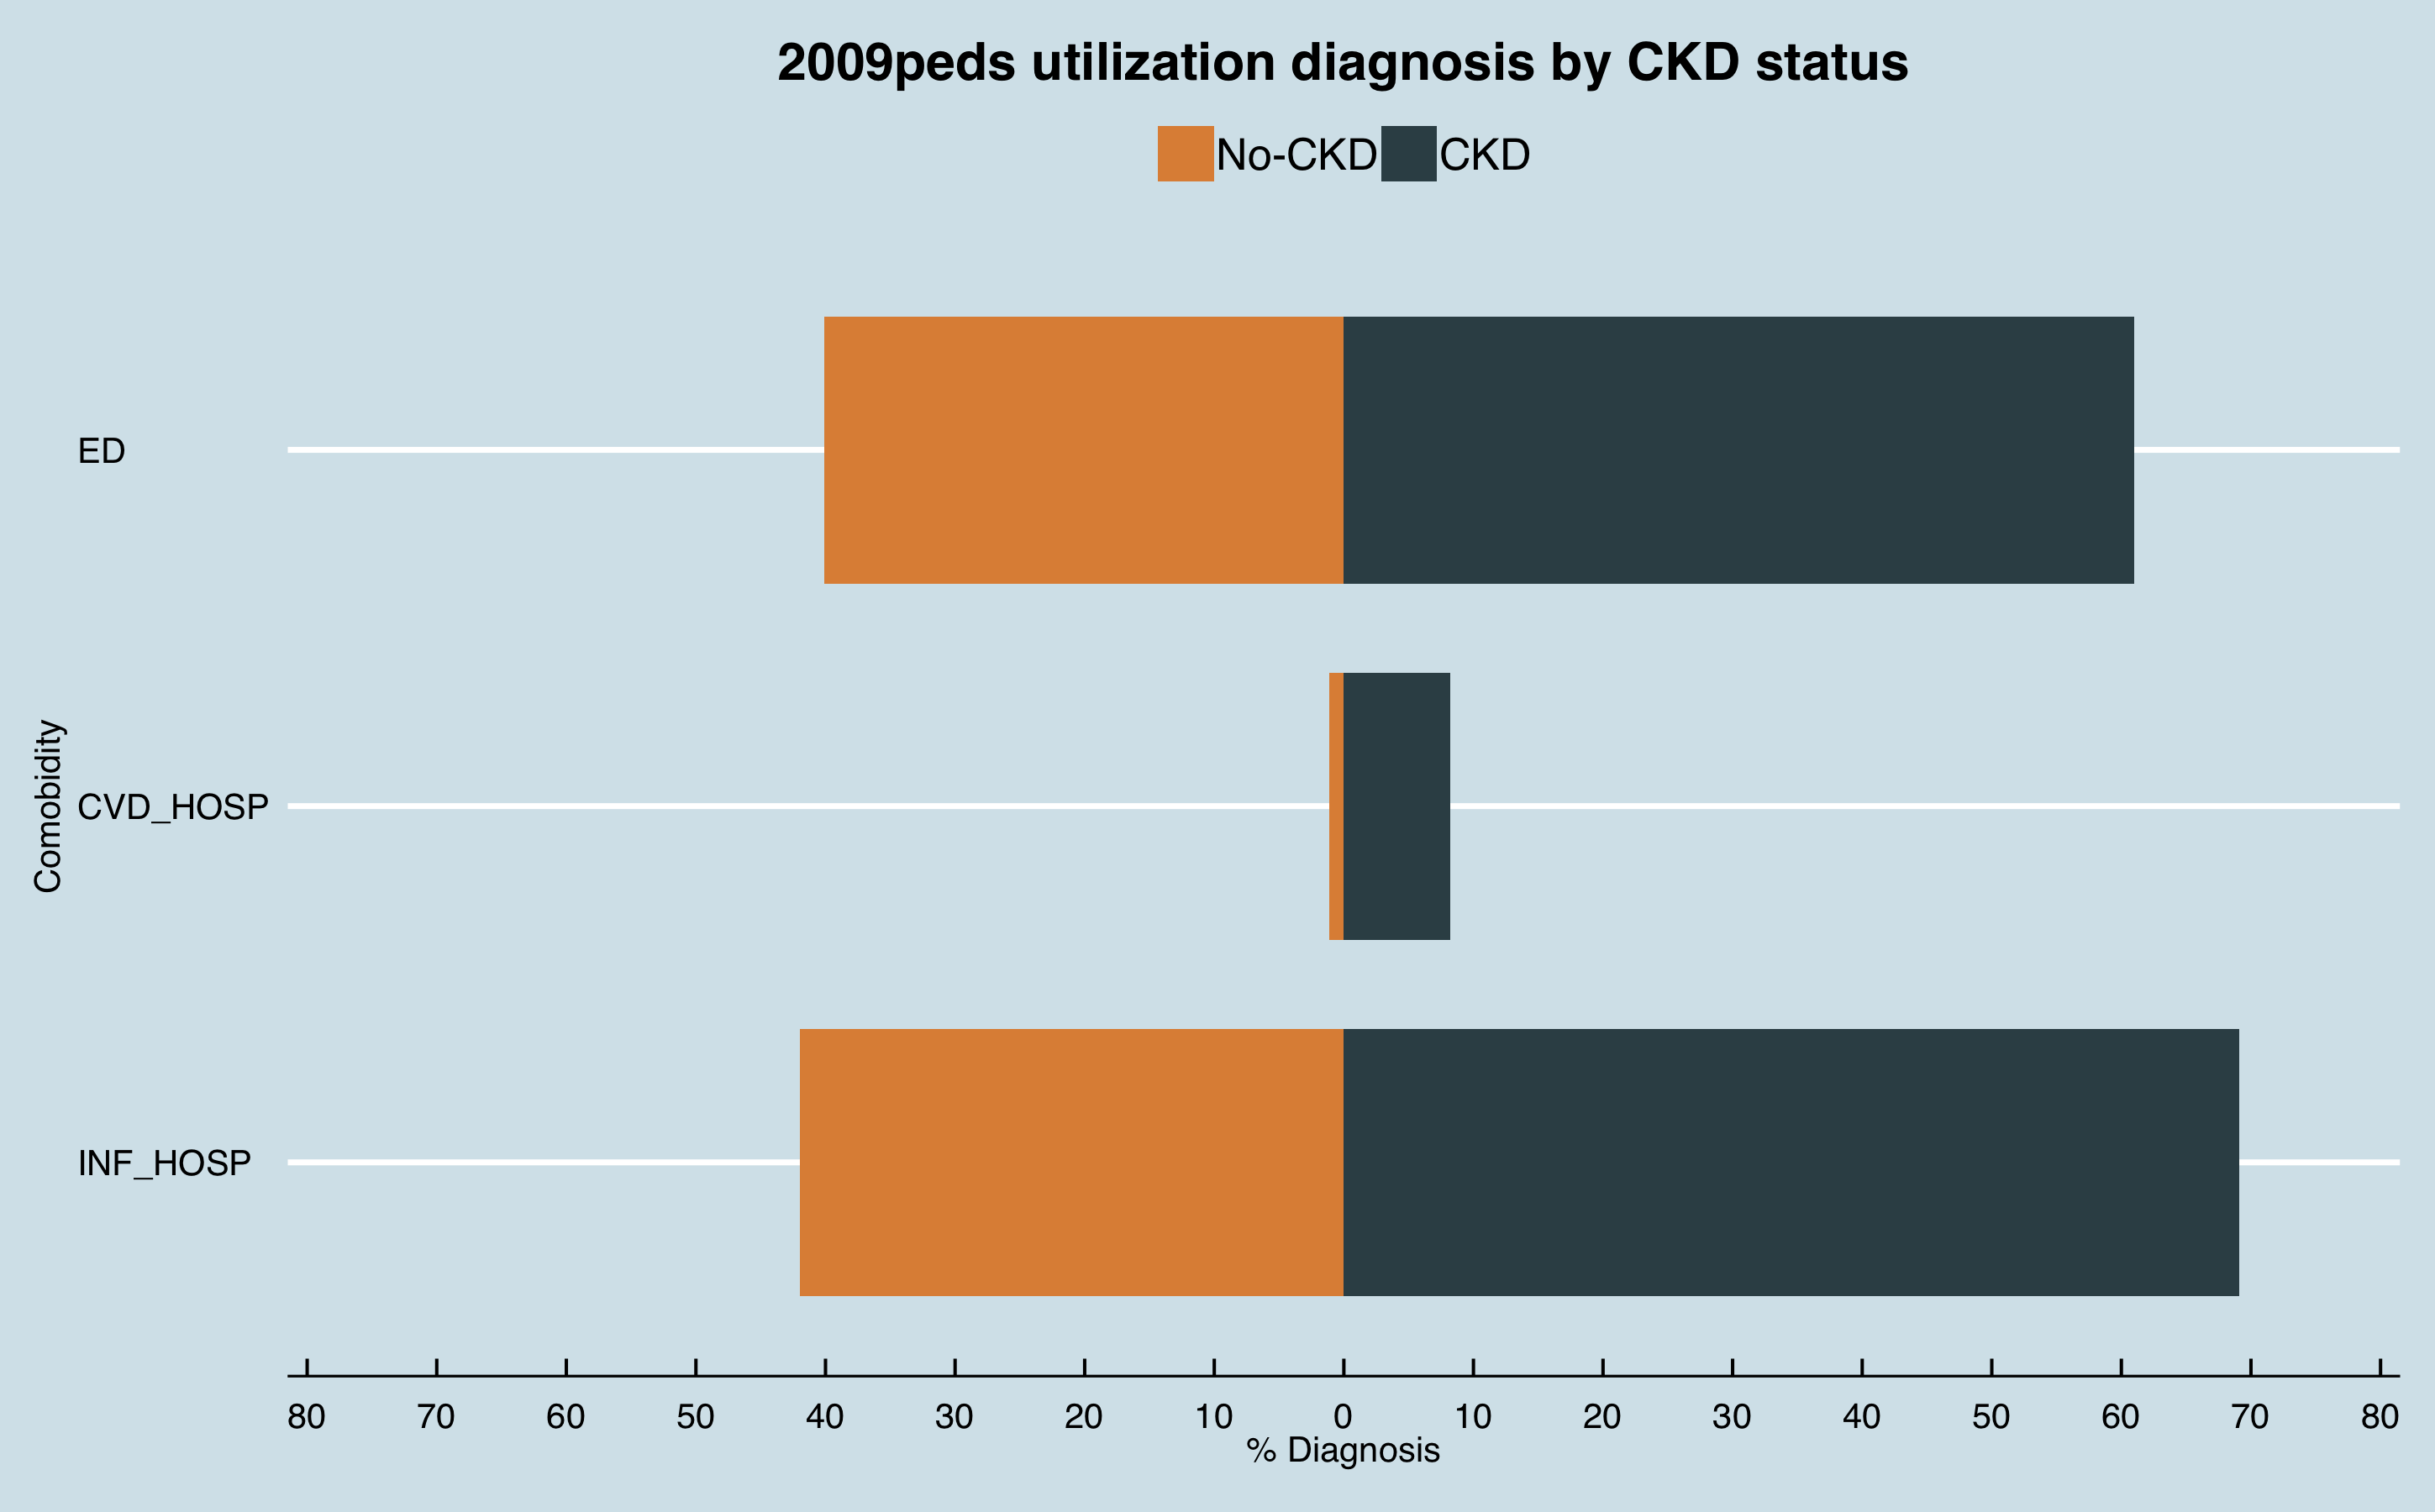 2009peds utilization diagnosis by CKD status
No-CKD CKD
Comobidity
ED
CVD_HOSP
INF_HOSP
80 70 60 50 40 30 20 10 0 10 20 30 40 50 60 70 80
% Diagnosis